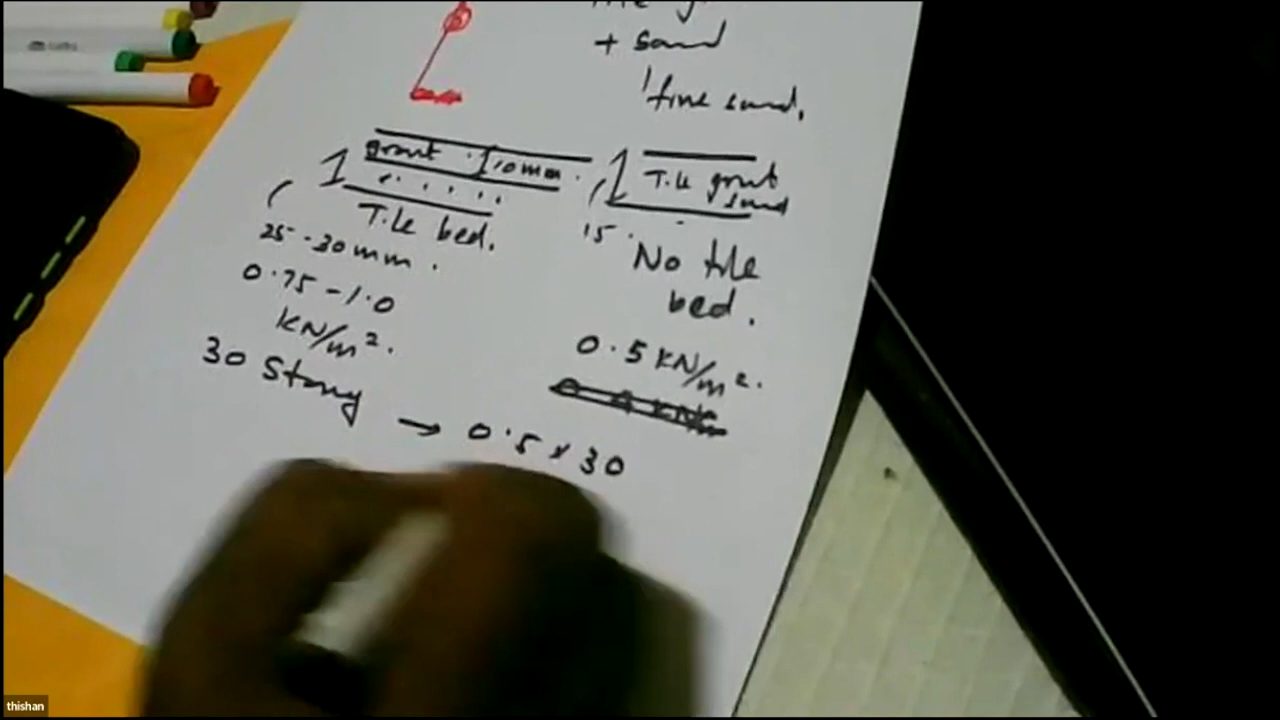 + sand
fine sand.
grout
10mm
Tile bed.
25-30mm.
0.75-1.0
KN/m².
Tile grout
sand
15
No tile
bed.
0.5 KN/m².
30 Story
→ 0.5 x 30
thishan